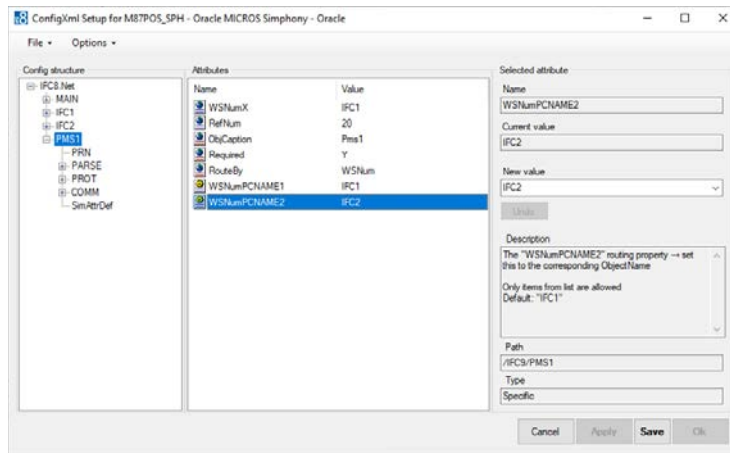 ConfigXml Setup for M87POS_SPH - Oracle MICROS Simphony - Oracle
File Options
Config structure
IFC8.Net
MAIN
IFC1
IFC2
PMS1
PRN
PARSE
PROT
COMM
SimAttrDef
Attributes
Name Value
WSNumX IFC1
RefNum 20
ObjCaption Pms1
Required Y
RouteBy WSNum
WSNumPCNAME1 IFC1
WSNumPCNAME2 IFC2
Selected attribute
Name
WSNumPCNAME2
Current value
IFC2
New value
IFC2
Undo
Description
The "WSNumPCNAME2" routing property → set
this to the corresponding ObjectName
Only items from list are allowed
Default: "IFC1"
Path
/IFC9/PMS1
Type
Specific
Cancel Apply Save Ok